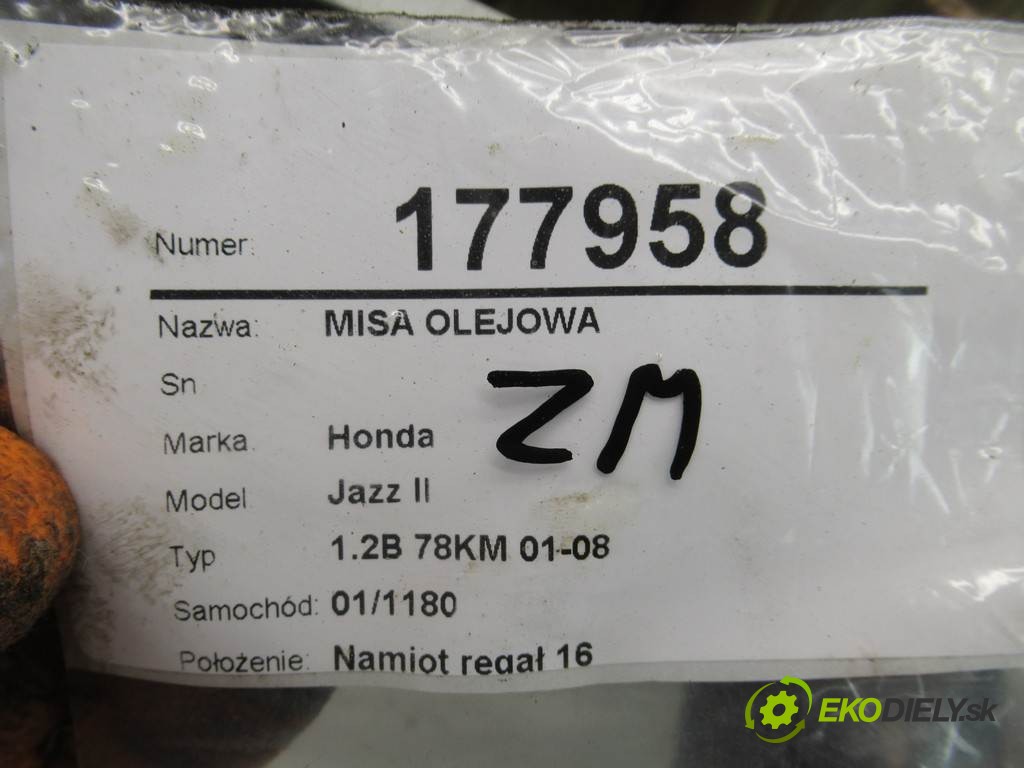 Numer: 177958
Nazwa: MISA OLEJOWA
Sn
ZM
Marka: Honda
Model Jazz II
Typ 1.2B 78KM 01-08
Samochód: 01/1180
Położenie: Namiot regał 16
EKODIELY.sk